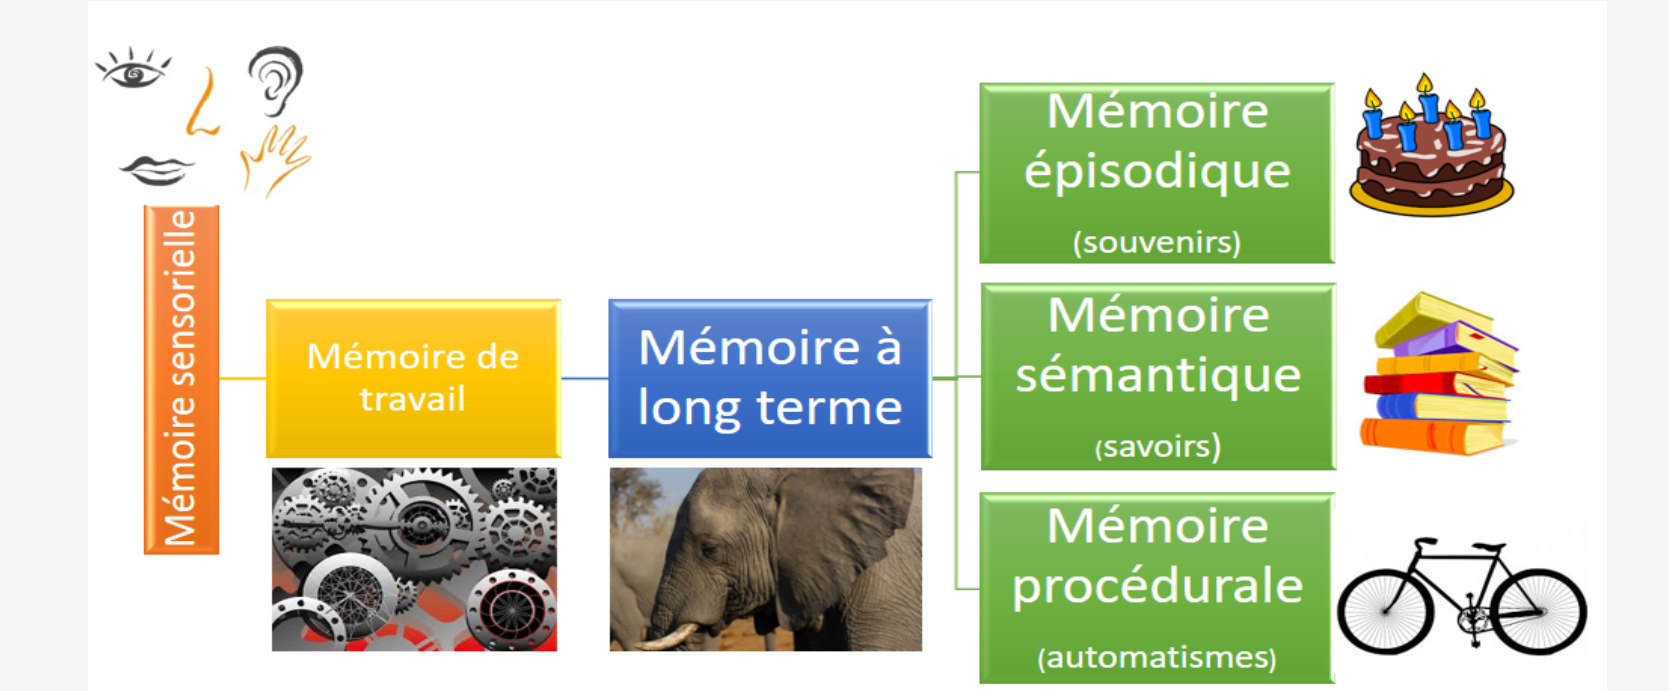 Mémoire sensorielle
Mémoire de
travail
Mémoire à
long terme
Mémoire
épisodique
(souvenirs)
Mémoire
sémantique
(savoirs)
Mémoire
procédurale
(automatismes)